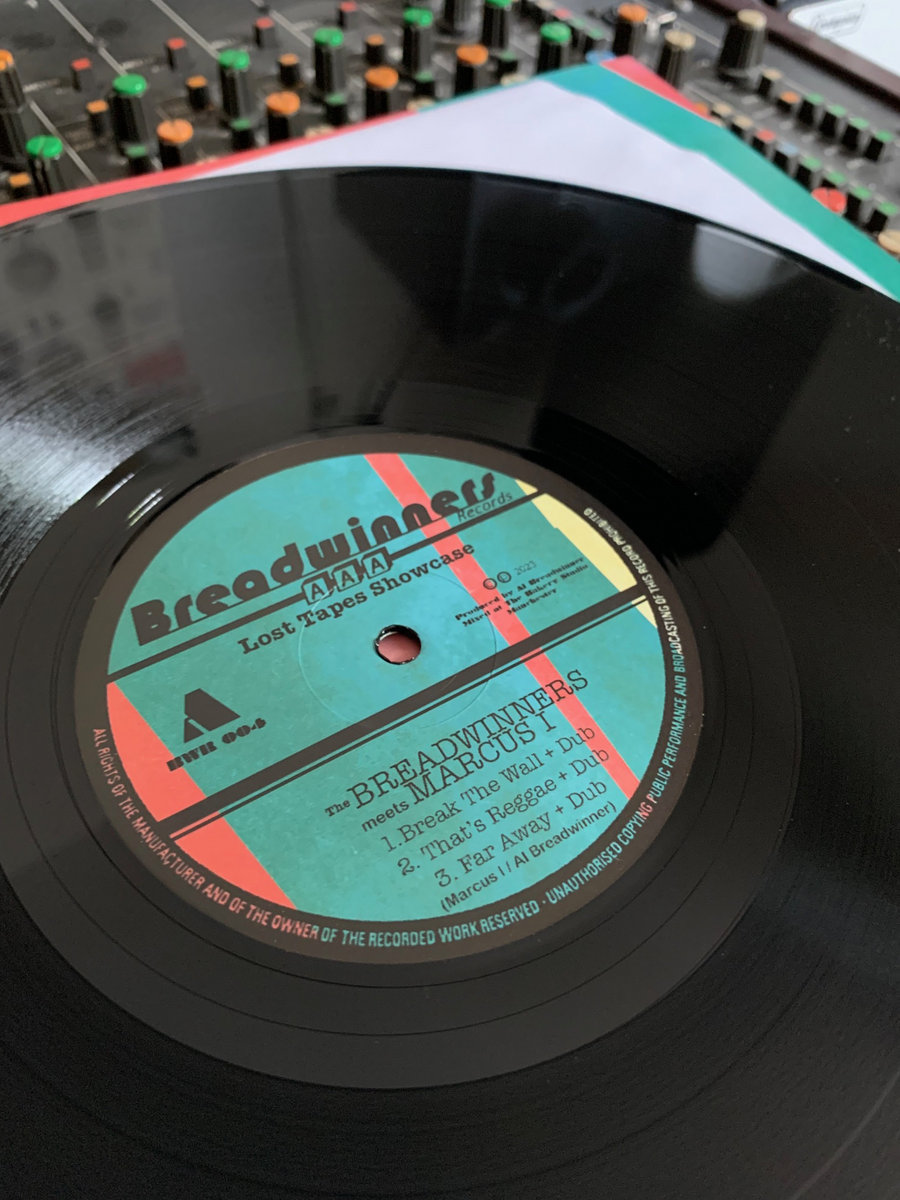 Breadwinners
Records
AAA
Lost Tapes Showcase
2023
Produced by Al Breadwinner
Mixed at The Bakery Studio
Manchester
A
BWR 004
The BREADWINNERS
meets MARCUS I
1.Break The Wall + Dub
2. That's Reggae + Dub
3. Far Away + Dub
(Marcus I / Al Breadwinner)
ALL RIGHTS OF THE MANUFACTURER AND OF THE OWNER OF THE RECORDED WORK RESERVED · UNAUTHORISED COPYING PUBLIC PERFORMANCE AND BROADCASTING OF THIS RECORD PROHIBITED